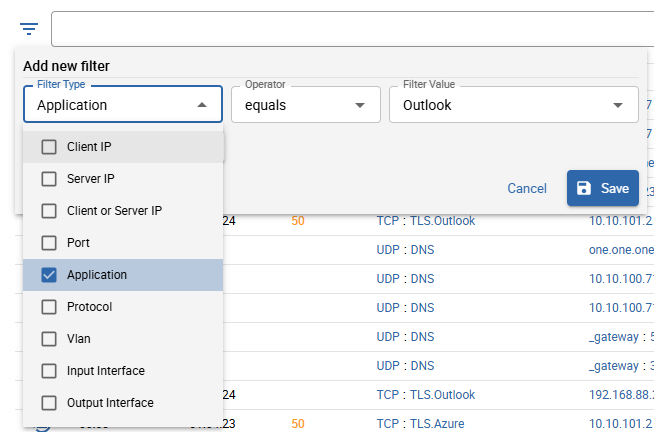 Add new filter
Filter Type
Application
Operator
equals
Filter Value
Outlook
Client IP
Server IP
Cancel
Save
Client or Server IP
24 50 TCP : TLS.Outlook 10.10.101.2
Port
UDP : DNS one.one.one
Application
UDP : DNS 10.10.100.71
Protocol
UDP : DNS 10.10.100.71
Vlan
UDP : DNS _gateway : 5
Input Interface
UDP : DNS _gateway : 3
24 TCP : TLS.Outlook 192.168.88.2
Output Interface
50 TCP : TLS.Azure 10.10.101.2